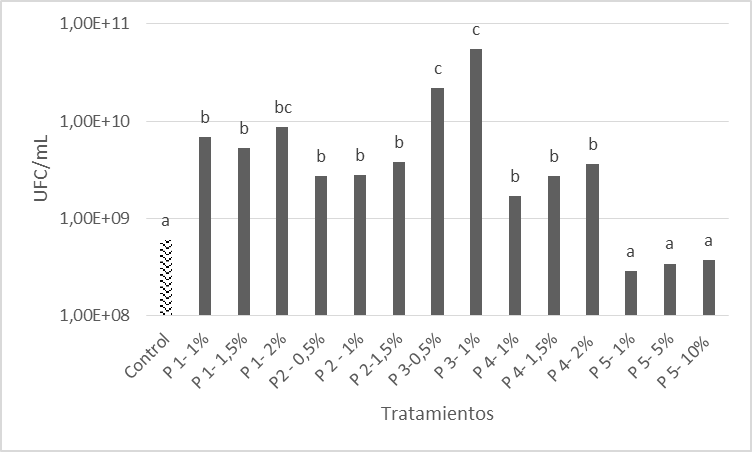 1,00E+11
1,00E+10
1,00E+09
1,00E+08
UFC/mL
a
b
b
bc
b
b
b
c
c
b
b
b
a
a
a
Control
P 1- 1%
P 1- 1,5%
P 1- 2%
P2 - 0,5%
P 2 - 1%
P 2-1,5%
P 3-0,5%
P 3- 1%
P 4- 1%
P 4- 1,5%
P 4- 2%
P 5- 1%
P 5- 5%
P 5- 10%
Tratamientos